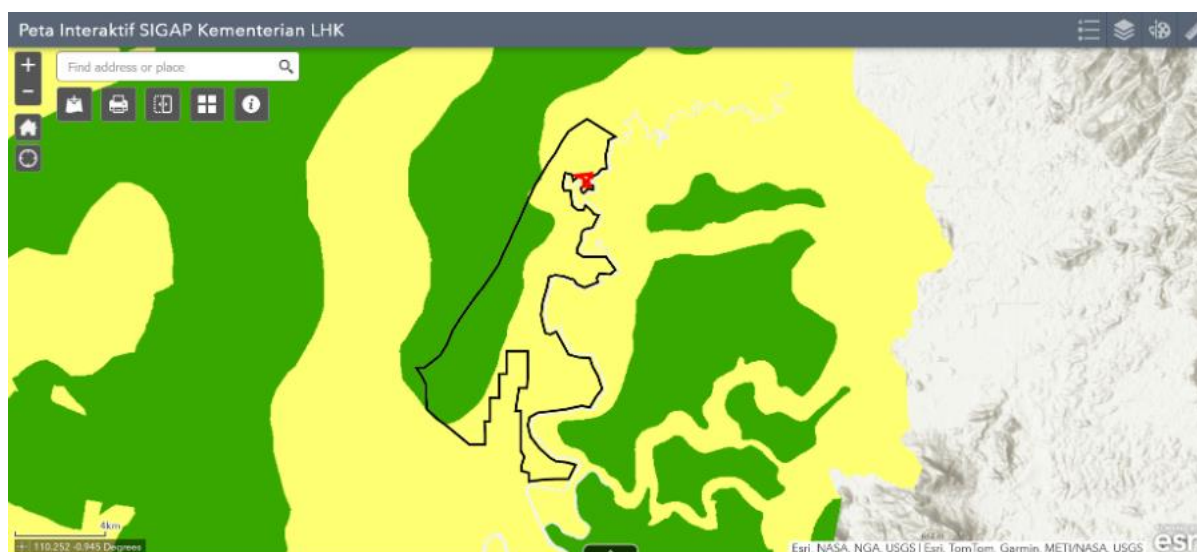 Peta Interaktif SIGAP Kementerian LHK
+
Find address or place
−
4km
110.252 -0.945 Degrees
Esri, NASA, NGA, USGS | Esri, TomTom, Garmin, METI/NASA, USGS
esri